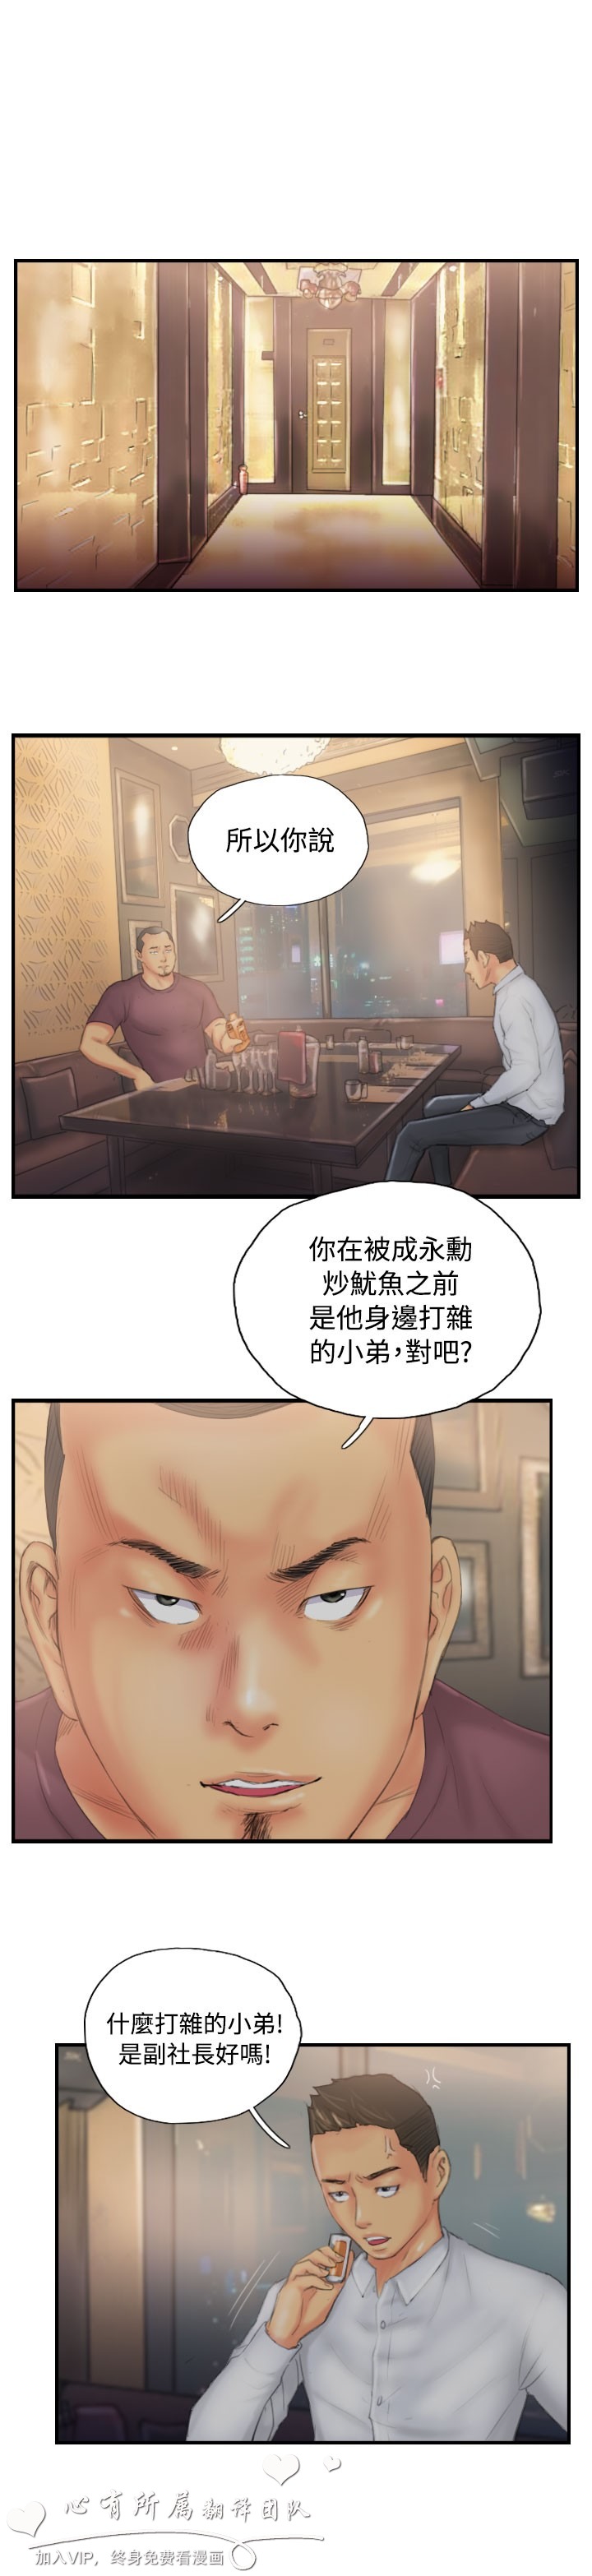 所以你說
你在被成永勳
炒魷魚之前
是他身邊打雜
的小弟,對吧?
什麼打雜的小弟!
是副社長好嗎!
心有所属翻译团队
加入VIP，终身免费看漫画